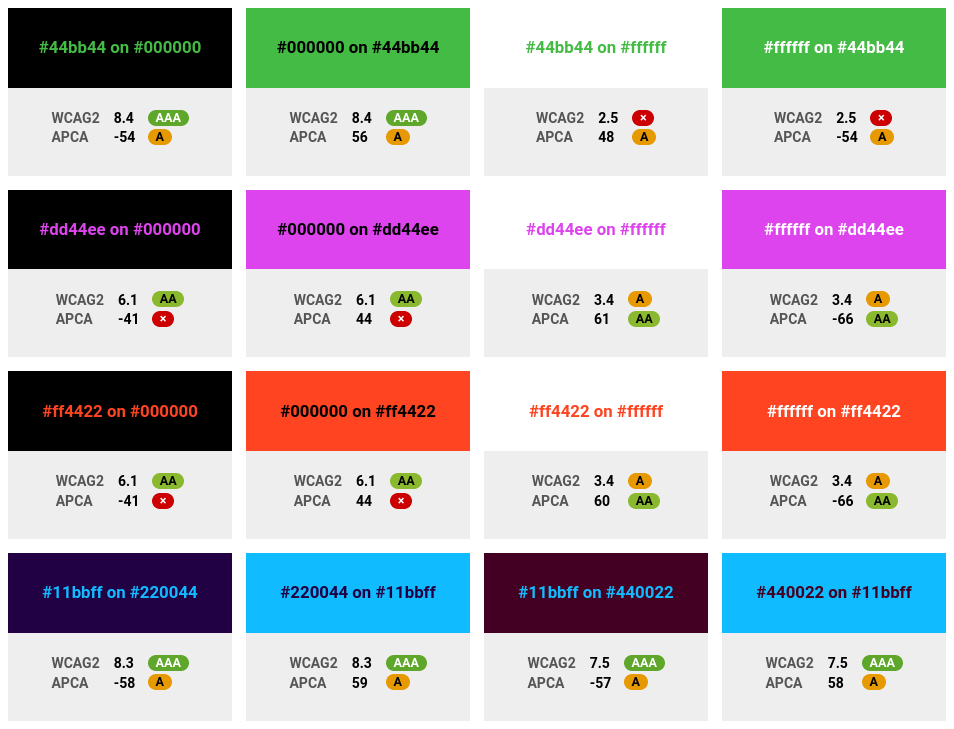 #44bb44 on #000000
WCAG2 8.4 AAA
APCA -54 A
#000000 on #44bb44
WCAG2 8.4 AAA
APCA 56 A
#44bb44 on #ffffff
WCAG2 2.5 ×
APCA 48 A
#ffffff on #44bb44
WCAG2 2.5 ×
APCA -54 A
#dd44ee on #000000
WCAG2 6.1 AA
APCA -41 ×
#000000 on #dd44ee
WCAG2 6.1 AA
APCA 44 ×
#dd44ee on #ffffff
WCAG2 3.4 A
APCA 61 AA
#ffffff on #dd44ee
WCAG2 3.4 A
APCA -66 AA
#ff4422 on #000000
WCAG2 6.1 AA
APCA -41 ×
#000000 on #ff4422
WCAG2 6.1 AA
APCA 44 ×
#ff4422 on #ffffff
WCAG2 3.4 A
APCA 60 AA
#ffffff on #ff4422
WCAG2 3.4 A
APCA -66 AA
#11bbff on #220044
WCAG2 8.3 AAA
APCA -58 A
#220044 on #11bbff
WCAG2 8.3 AAA
APCA 59 A
#11bbff on #440022
WCAG2 7.5 AAA
APCA -57 A
#440022 on #11bbff
WCAG2 7.5 AAA
APCA 58 A